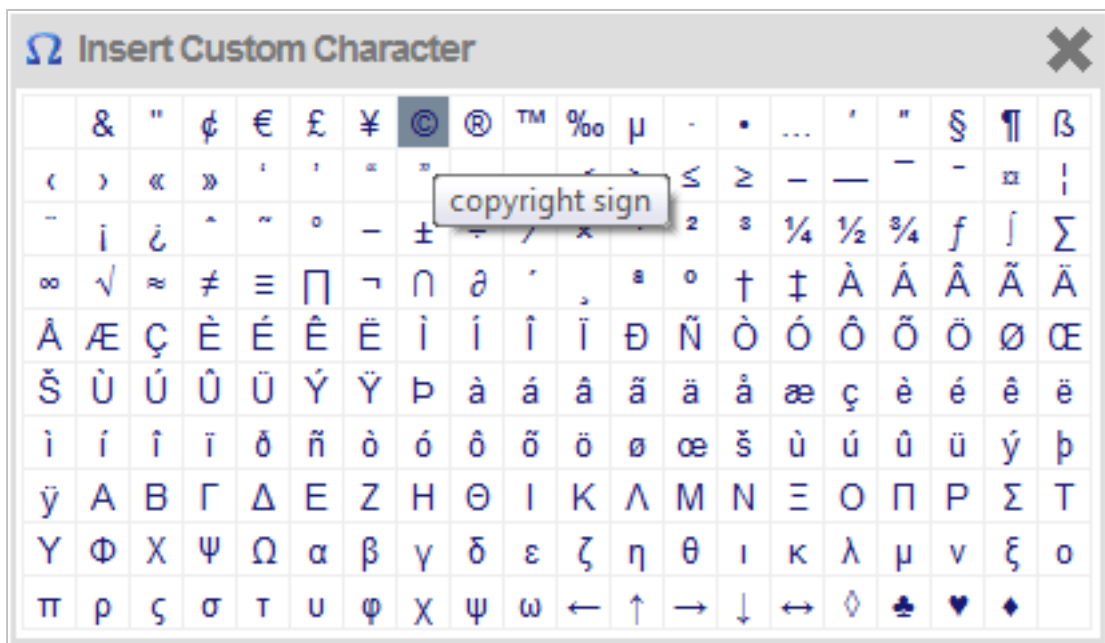 Ω Insert Custom Character ✖
& " ¢ € £ ¥ © ® ™ ‰ µ · • … ′ ″ § ¶ ß
‹ › « » ‘ ’ “ ” ≤ ≥ – — ¯ ‾ ¤ ¦
copyright sign
¨ ¡ ¿ ˆ ˜ ° − ± ÷ ⁄ × ² ³ ¼ ½ ¾ ƒ ∫ ∑
∞ √ ≈ ≠ ≡ ∏ ¬ ∩ ∂ ´ ¸ ª º † ‡ À Á Â Ã Ä
Å Æ Ç È É Ê Ë Ì Í Î Ï Ð Ñ Ò Ó Ô Õ Ö Ø Œ
Š Ù Ú Û Ü Ý Ÿ Þ à á â ã ä å æ ç è é ê ë
ì í î ï ð ñ ò ó ô õ ö ø œ š ù ú û ü ý þ
ÿ Α Β Γ Δ Ε Ζ Η Θ Ι Κ Λ Μ Ν Ξ Ο Π Ρ Σ Τ
Υ Φ Χ Ψ Ω α β γ δ ε ζ η θ ι κ λ μ ν ξ ο
π ρ ς σ τ υ φ χ ψ ω ← ↑ → ↓ ↔ ◊ ♣ ♥ ♦